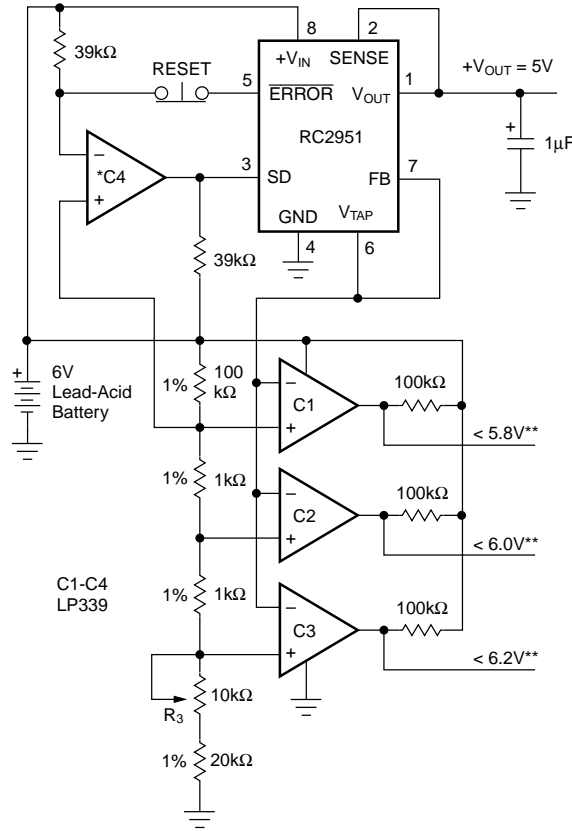 8
2
39kΩ
+VIN
SENSE
RESET
5
ERROR
VOUT
1
+VOUT = 5V
RC2951
+
1µF
–
*C4
+
3
SD
FB
7
GND
VTAP
4
6
39kΩ
+
6V
Lead-Acid
Battery
1%
100
kΩ
–
C1
+
100kΩ
< 5.8V**
1%
1kΩ
–
C2
+
100kΩ
< 6.0V**
C1-C4
LP339
1%
1kΩ
–
C3
+
100kΩ
< 6.2V**
R3
10kΩ
1%
20kΩ